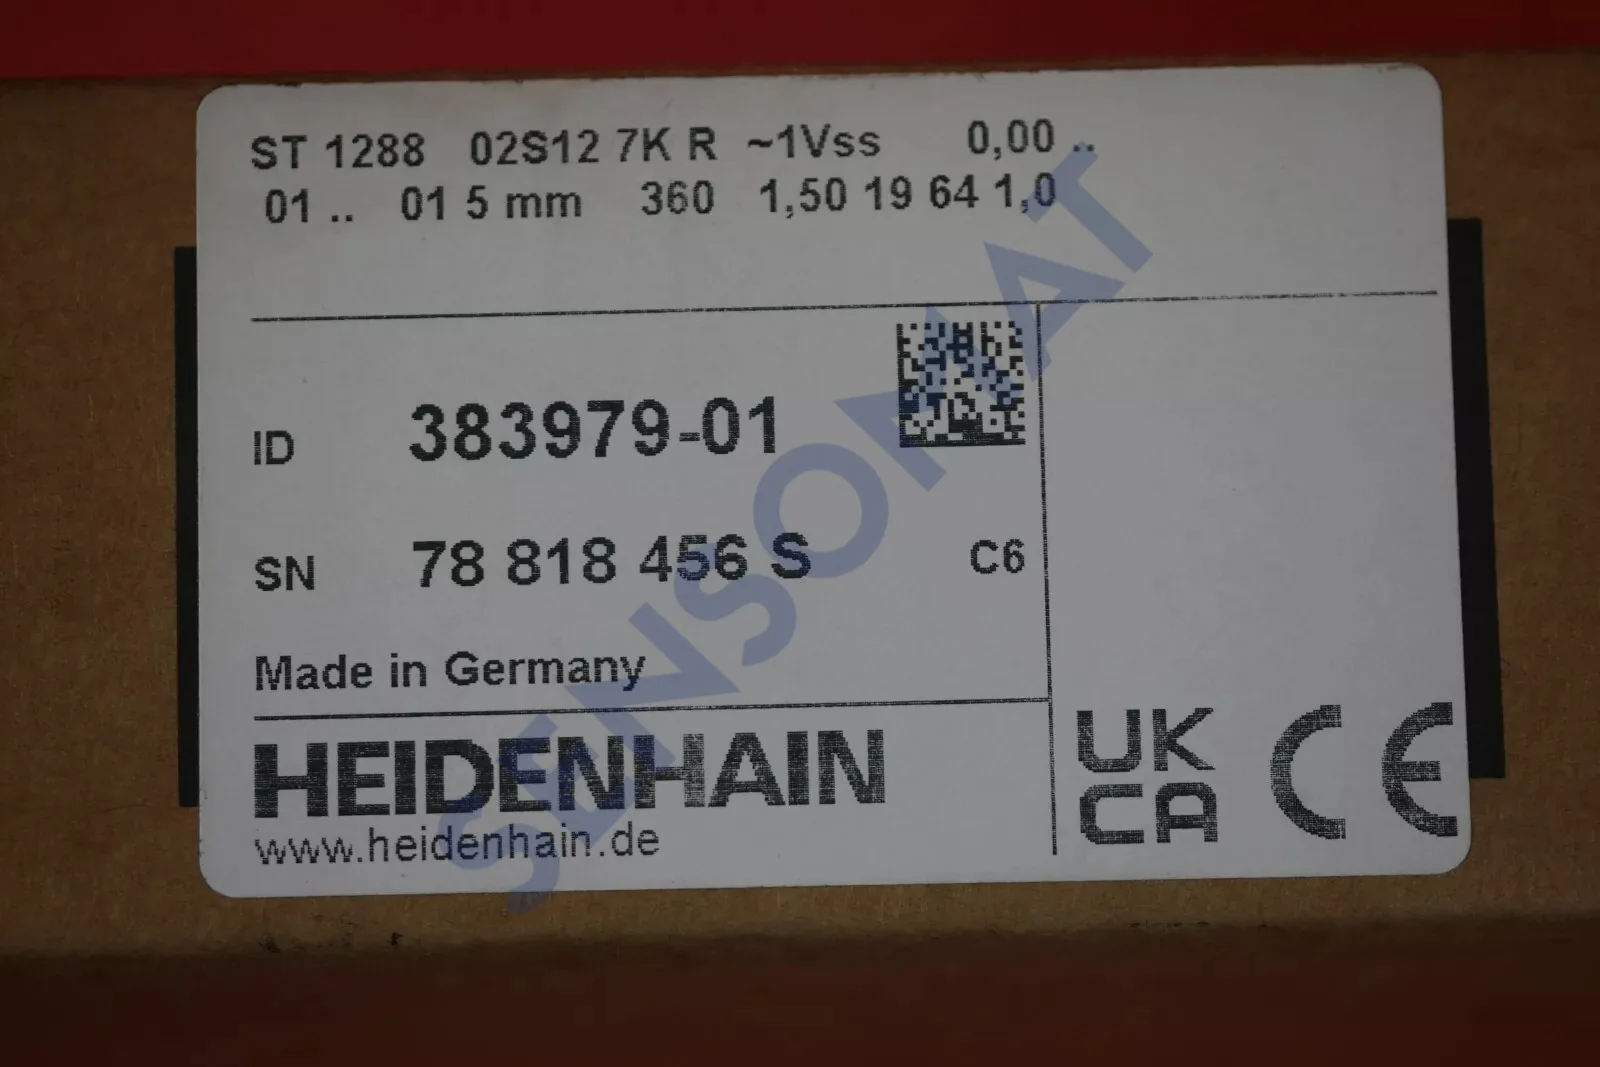 ST 1288 02S12 7K R ~1Vss 0,00 ..
01 .. 01 5 mm 360 1,50 19 64 1,0
ID 383979-01
SN 78 818 456 S C6
Made in Germany
HEIDENHAIN
www.heidenhain.de
UK
CA
CE
SENSOMAT